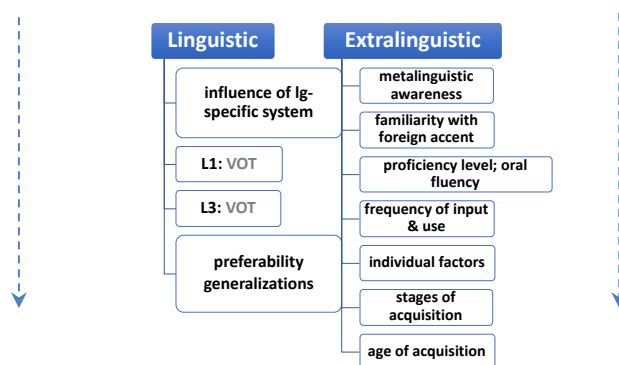 Linguistic
influence of lg-
specific system
L1: VOT
L3: VOT
preferability
generalizations
Extralinguistic
metalinguistic
awareness
familiarity with
foreign accent
proficiency level; oral
fluency
frequency of input
& use
individual factors
stages of
acquisition
age of acquisition